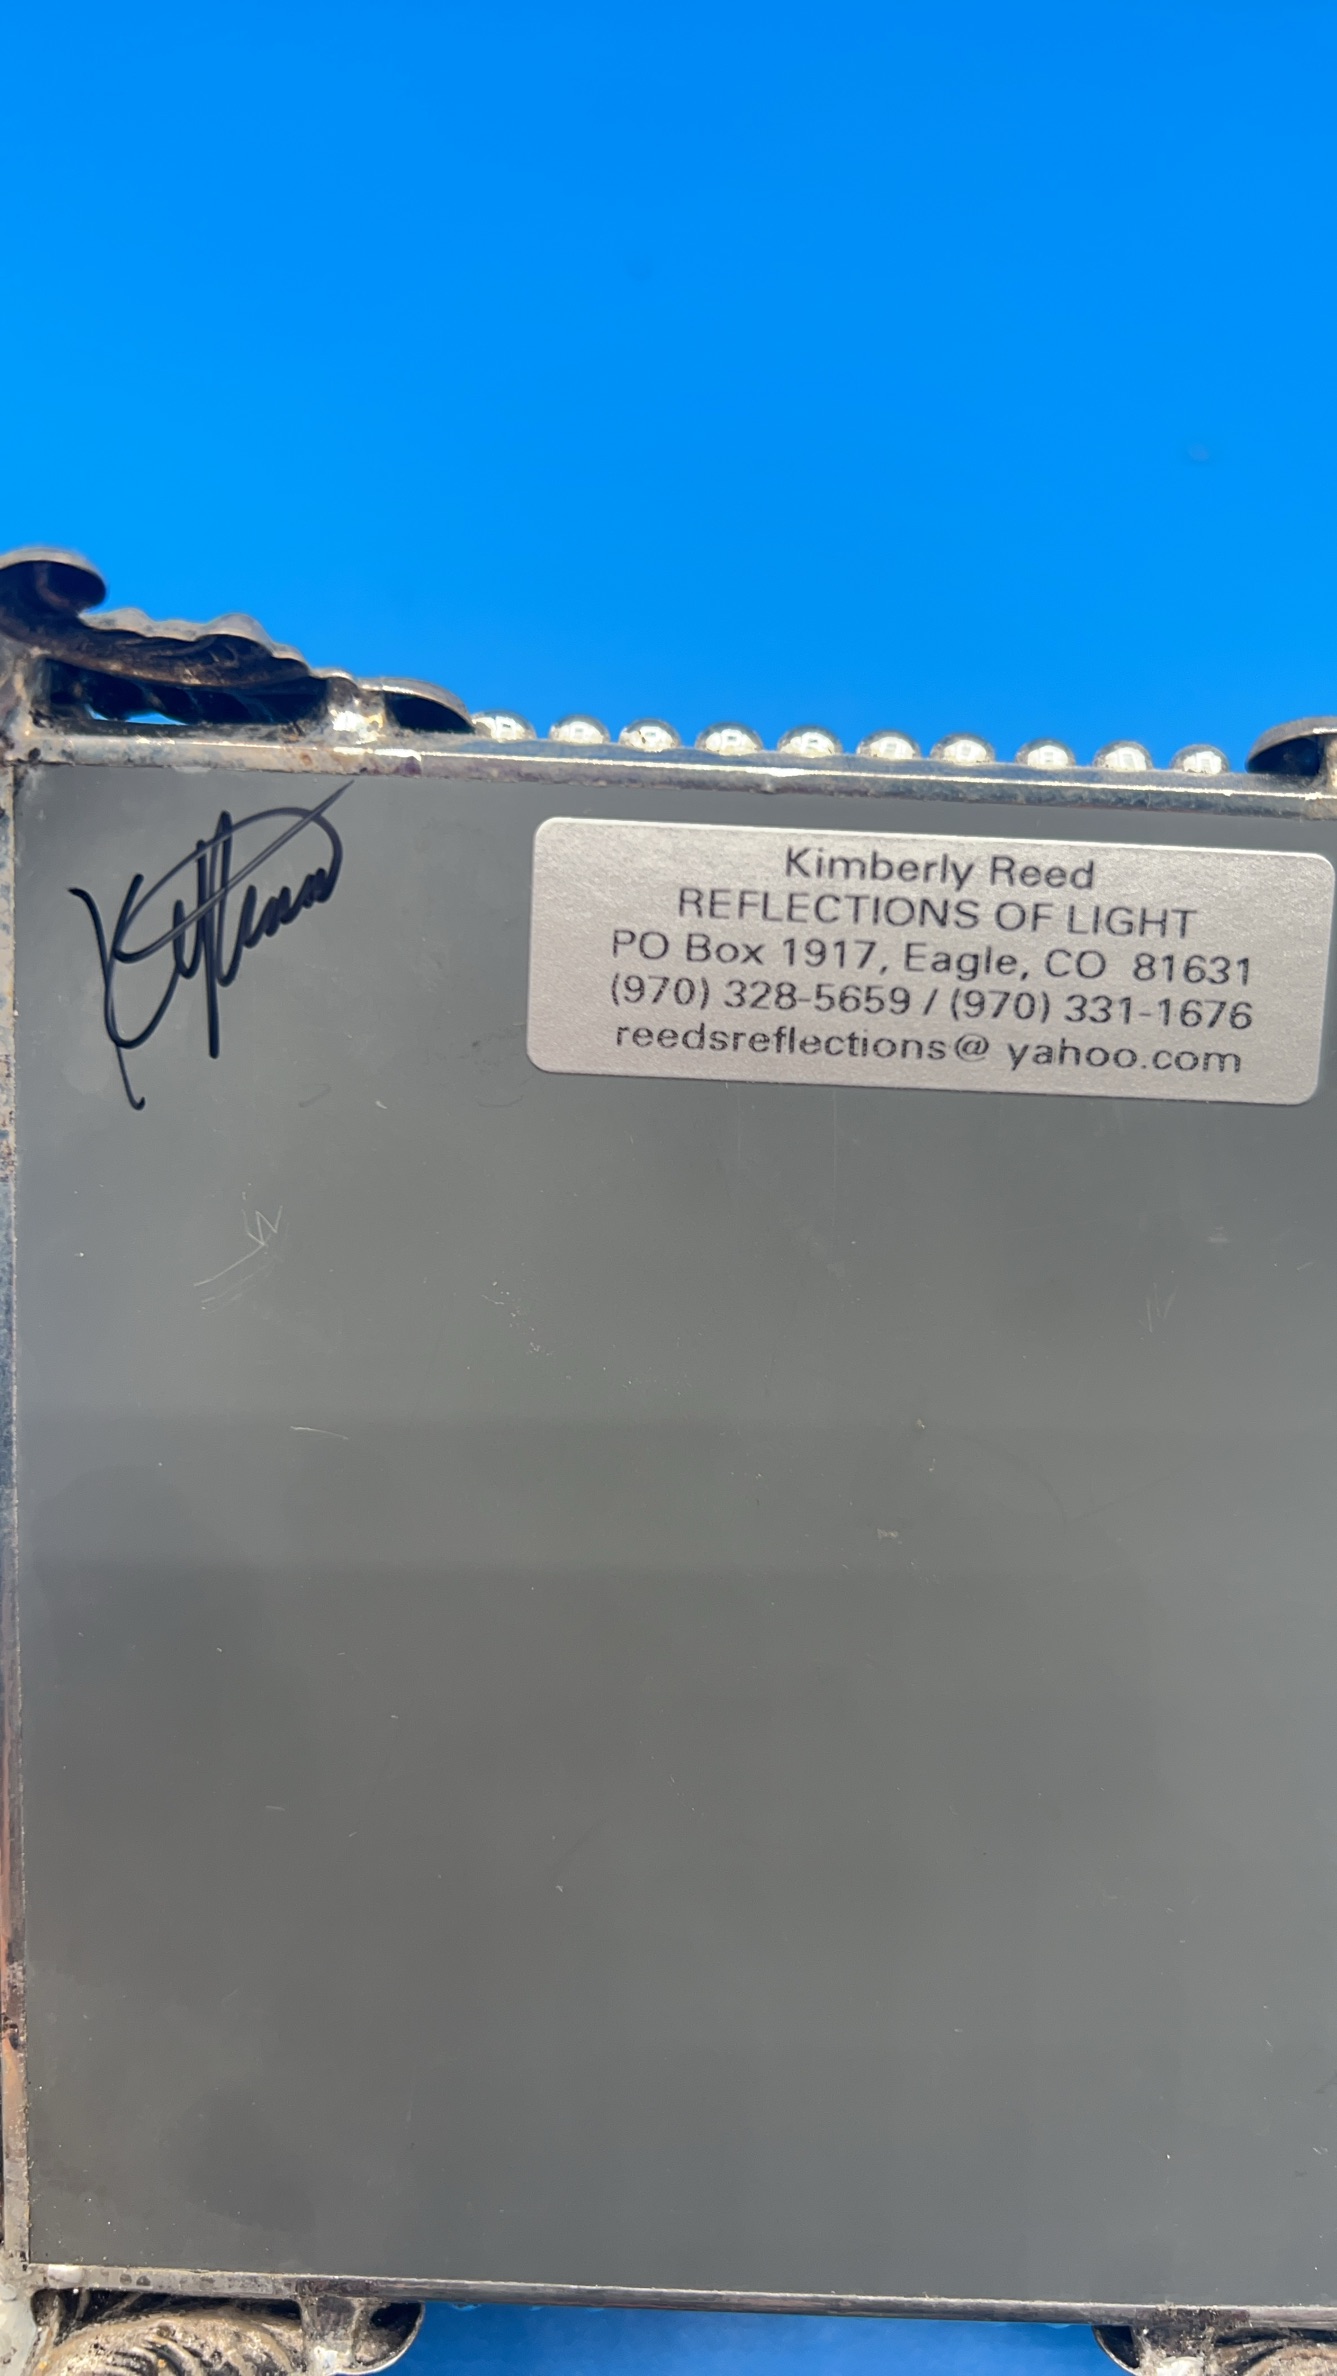 Kimberly Reed
REFLECTIONS OF LIGHT
PO Box 1917, Eagle, CO 81631
(970) 328-5659 / (970) 331-1676
reedsreflections@ yahoo.com